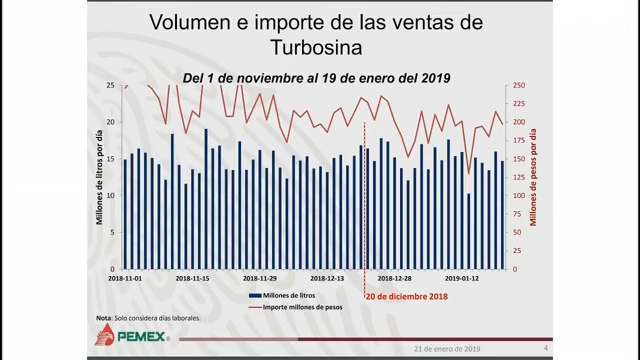 Volumen e importe de las ventas de
Turbosina
Del 1 de noviembre al 19 de enero del 2019
Millones de litros por día
25
20
15
10
5
0
250
225
200
175
150
125
100
75
50
25
0
Millones de pesos por día
2018-11-01
2018-11-15
2018-11-29
2018-12-13
2018-12-28
2019-01-12
Millones de litros
Importe millones de pesos
20 de diciembre 2018
Nota: Solo considera días laborales.
PEMEX
21 de enero de 2019
4